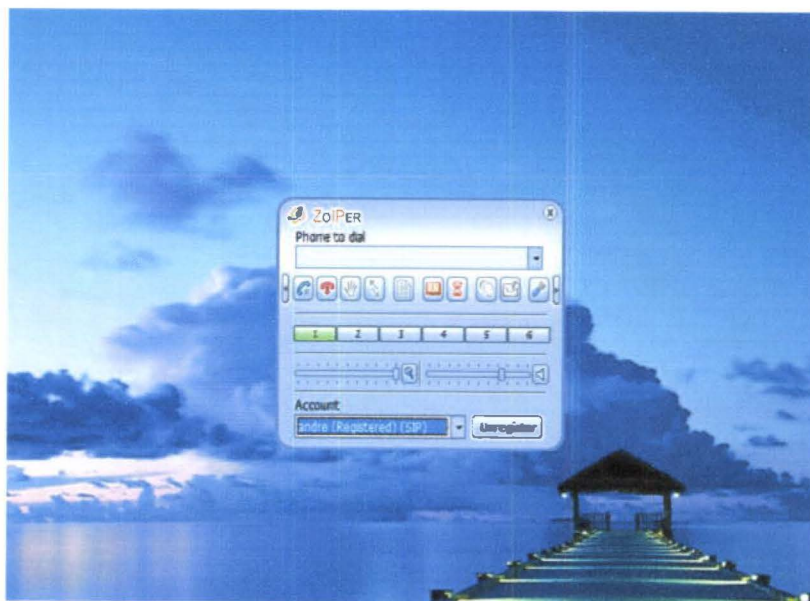 ZoIPER
Phone to dial
1 2 3 4 5 6
Account
andre (Registered) (SIP)
Unregister